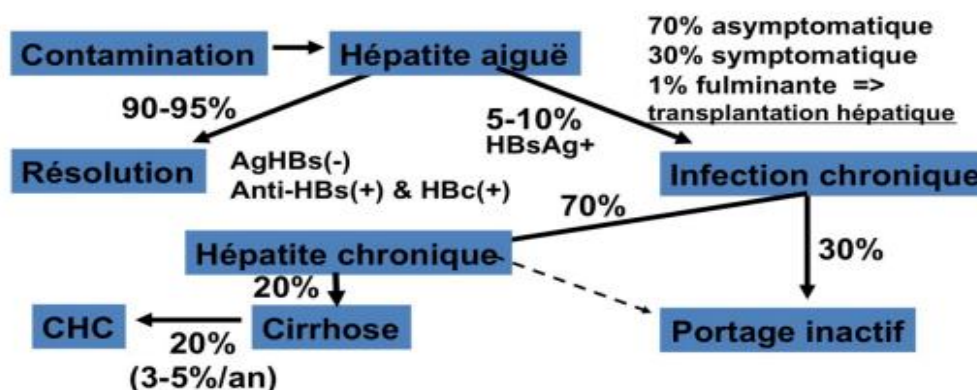 Contamination
Hépatite aiguë
70% asymptomatique
30% symptomatique
1% fulminante =>
transplantation hépatique
90-95%
5-10%
HBsAg+
Résolution
AgHBs(-)
Anti-HBs(+) & HBc(+)
Infection chronique
70%
30%
Hépatite chronique
20%
CHC
Cirrhose
Portage inactif
20%
(3-5%/an)